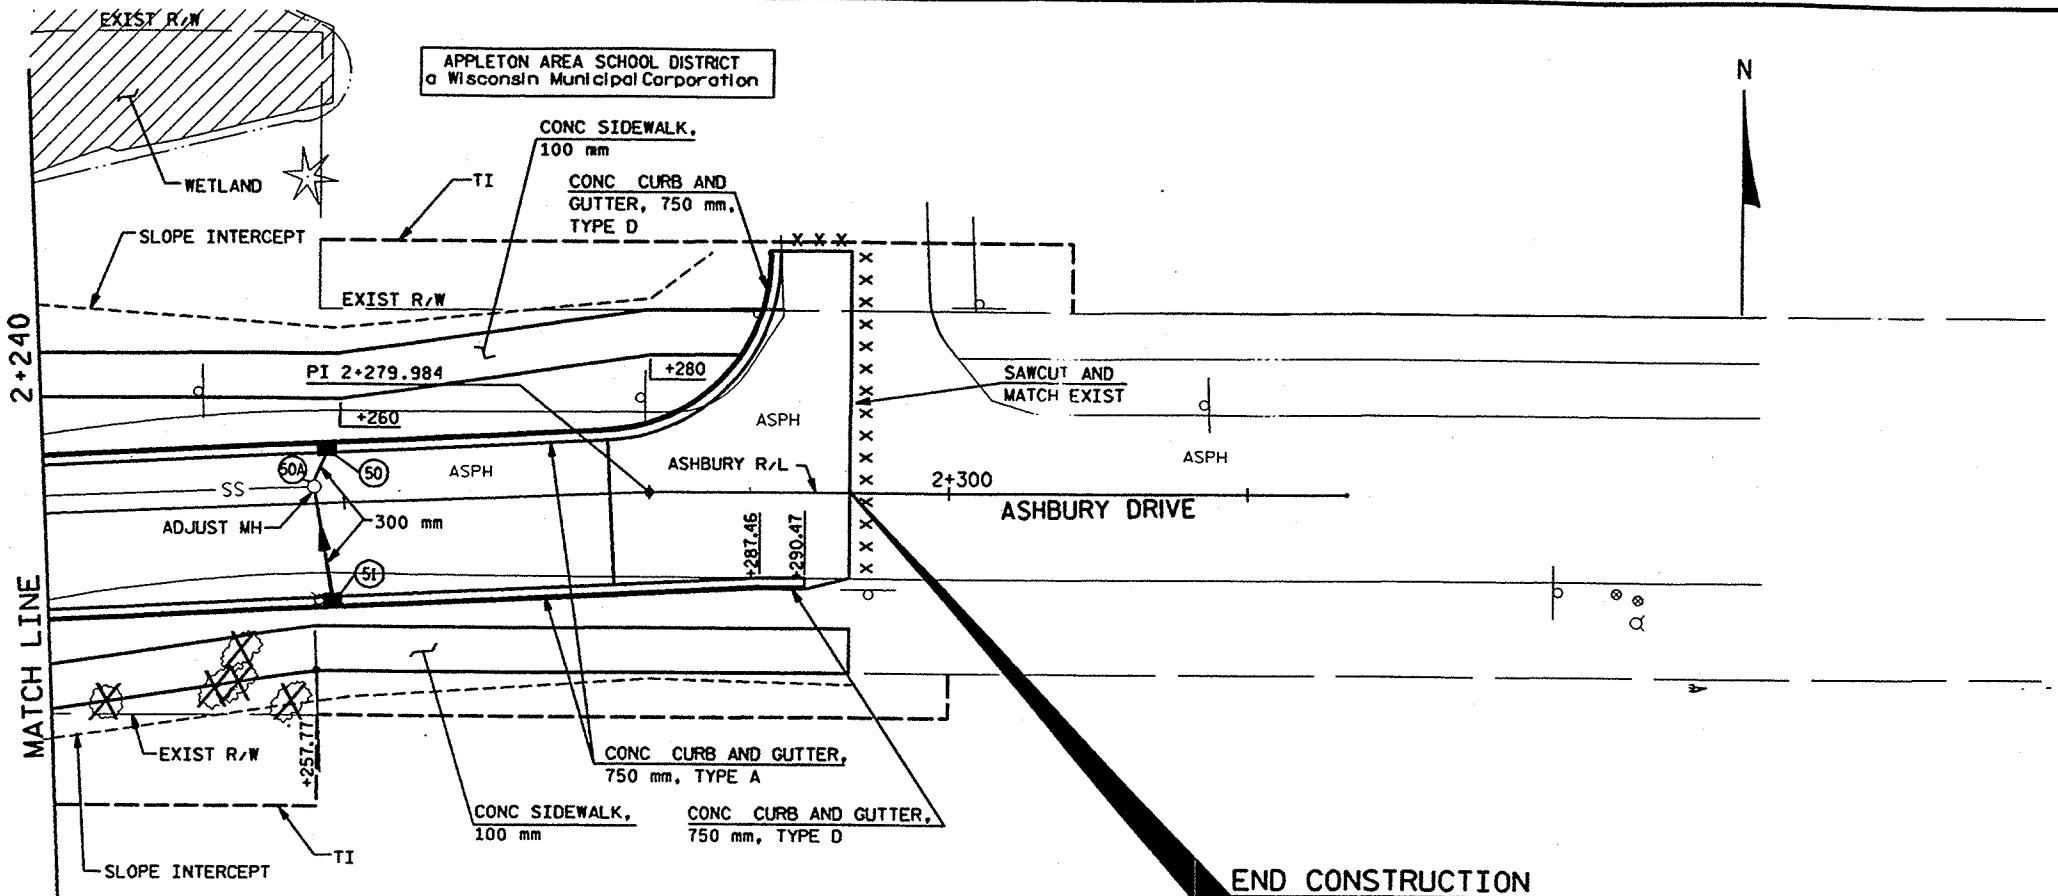 EXIST R/W
APPLETON AREA SCHOOL DISTRICT
a Wisconsin Municipal Corporation
N
CONC SIDEWALK,
100 mm
WETLAND
TI
CONC CURB AND
GUTTER, 750 mm,
TYPE D
SLOPE INTERCEPT
X X X
EXIST R/W
2+240
PI 2+279.984
+280
SAWCUT AND
MATCH EXIST
+260
ASPH
50A
50
ASPH
ASHBURY R/L
ASPH
SS
2+300
ASHBURY DRIVE
ADJUST MH
300 mm
+287.46
+290.47
51
MATCH LINE
EXIST R/W
+257.77
CONC CURB AND GUTTER,
750 mm, TYPE A
CONC SIDEWALK,
100 mm
CONC CURB AND GUTTER,
750 mm, TYPE D
TI
SLOPE INTERCEPT
END CONSTRUCTION